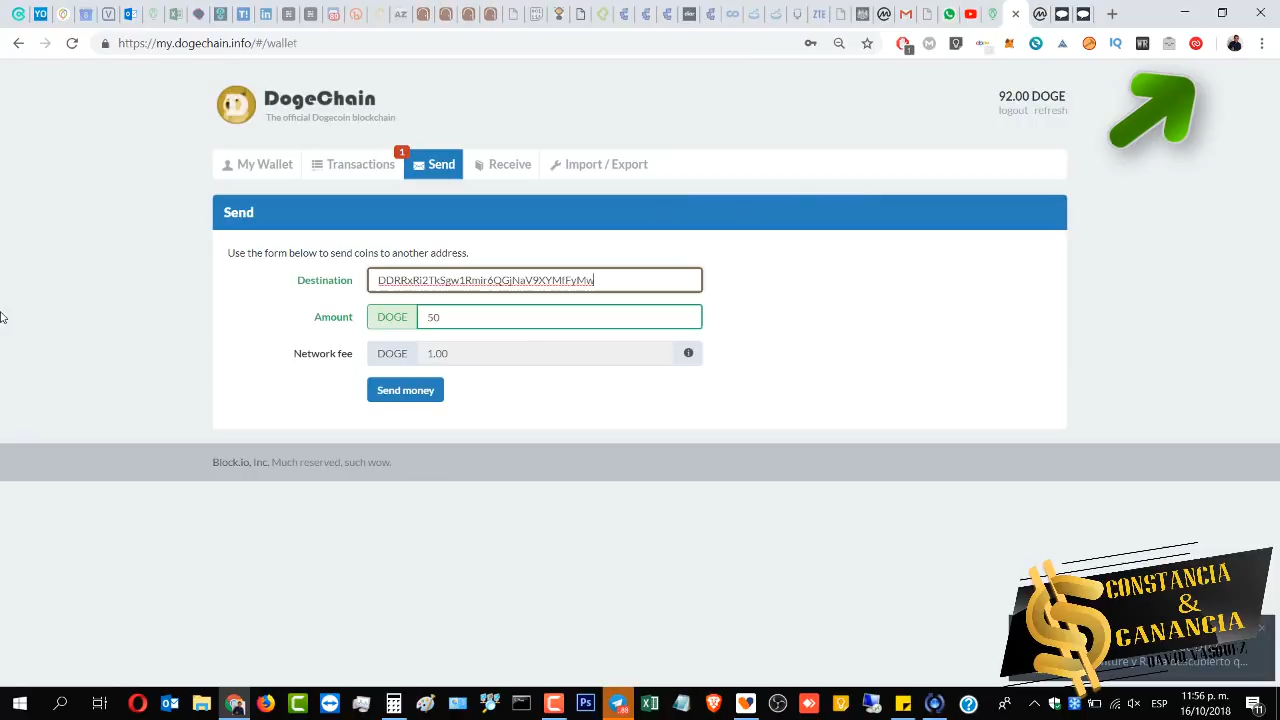 https://my.dogechain.info/#/wallet
DogeChain
The official Dogecoin blockchain
92.00 DOGE
logout refresh
My Wallet
Transactions
1
Send
Receive
Import / Export
Send
Use the form below to send coins to another address.
Destination
DDRRxRi2TkSgw1Rmir6QGjNaV9XYMfFyMw
Amount
DOGE
50
Network fee
DOGE
1.00
Send money
Block.io, Inc. Much reserved, such wow.
CONSTANCIA
&
GANANCIA
DAVID VASQUEZ
ESP
11:56 p. m.
16/10/2018